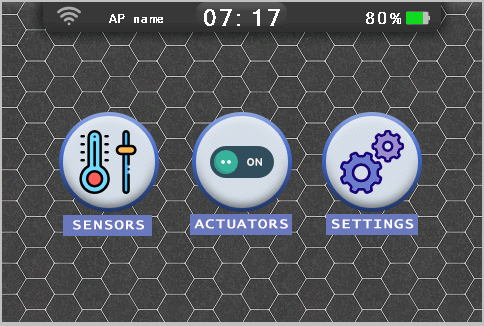 AP name 07:17 80%
ON
SENSORS ACTUATORS SETTINGS